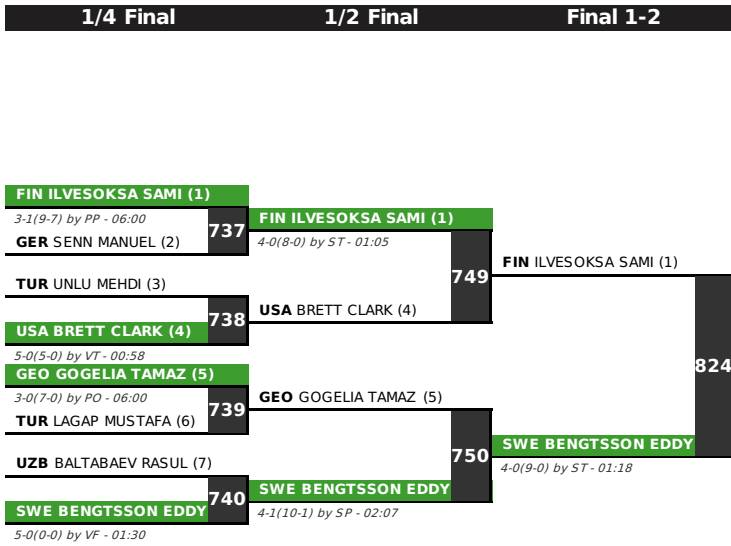 1/4 Final
1/2 Final
Final 1-2
FIN ILVESOKSA SAMI (1)
3-1(9-7) by PP - 06:00
737
GER SENN MANUEL (2)
TUR UNLU MEHDI (3)
738
USA BRETT CLARK (4)
5-0(5-0) by VT - 00:58
GEO GOGELIA TAMAZ (5)
3-0(7-0) by PO - 06:00
739
TUR LAGAP MUSTAFA (6)
UZB BALTABAEV RASUL (7)
740
SWE BENGTSSON EDDY
5-0(0-0) by VF - 01:30
FIN ILVESOKSA SAMI (1)
4-0(8-0) by ST - 01:05
749
USA BRETT CLARK (4)
GEO GOGELIA TAMAZ (5)
750
SWE BENGTSSON EDDY
4-1(10-1) by SP - 02:07
FIN ILVESOKSA SAMI (1)
824
SWE BENGTSSON EDDY
4-0(9-0) by ST - 01:18